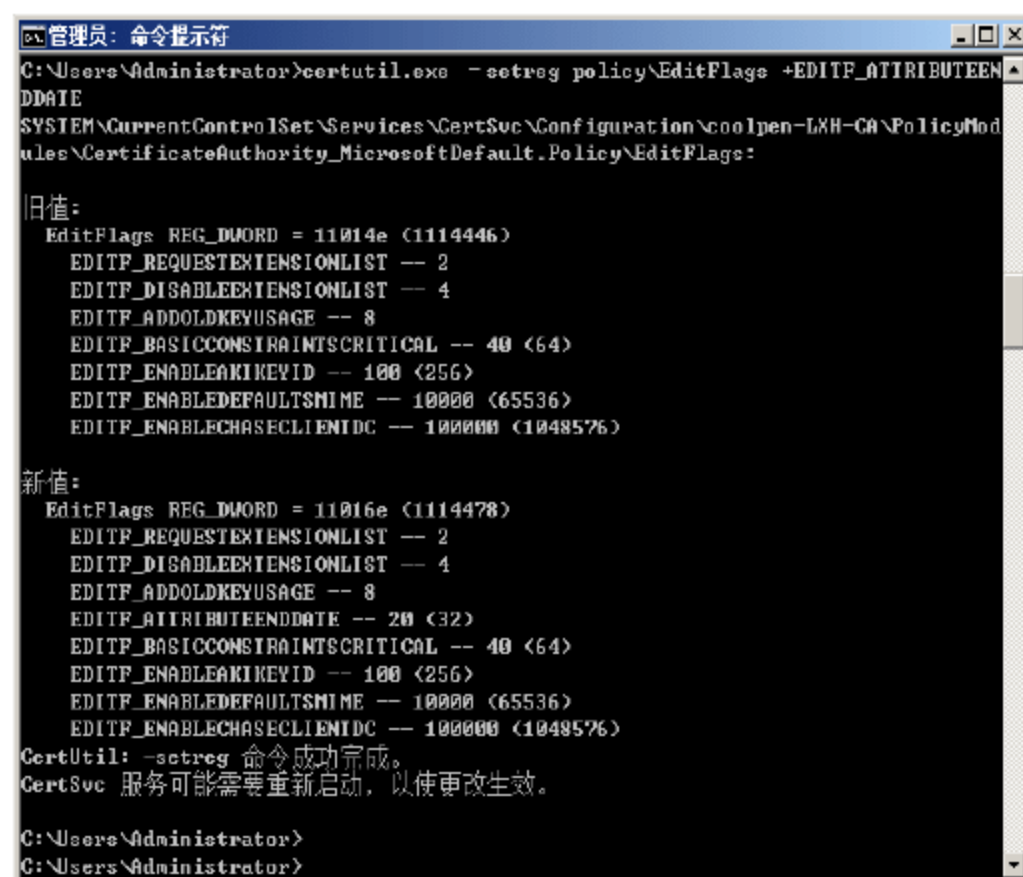 管理员: 命令提示符
C:\Users\Administrator>certutil.exe -setreg policy\EditFlags +EDITF_ATTRIBUTEEN
DDATE
SYSTEM\CurrentControlSet\Services\CertSvc\Configuration\coolpen-LXH-CA\PolicyMod
ules\CertificateAuthority_MicrosoftDefault.Policy\EditFlags:
旧值:
EditFlags REG_DWORD = 11014e (1114446)
EDITF_REQUESTEXTENSIONLIST -- 2
EDITF_DISABLEEXTENSIONLIST -- 4
EDITF_ADDOLDKEYUSAGE -- 8
EDITF_BASICCONSTRAINTSCRITICAL -- 40 (64)
EDITF_ENABLEAKIKEYID -- 100 (256)
EDITF_ENABLEDEFAULTSMIME -- 10000 (65536)
EDITF_ENABLECHASECLIENTDC -- 100000 (1048576)
新值:
EditFlags REG_DWORD = 11016e (1114478)
EDITF_REQUESTEXTENSIONLIST -- 2
EDITF_DISABLEEXTENSIONLIST -- 4
EDITF_ADDOLDKEYUSAGE -- 8
EDITF_ATTRIBUTEENDDATE -- 20 (32)
EDITF_BASICCONSTRAINTSCRITICAL -- 40 (64)
EDITF_ENABLEAKIKEYID -- 100 (256)
EDITF_ENABLEDEFAULTSMIME -- 10000 (65536)
EDITF_ENABLECHASECLIENTDC -- 100000 (1048576)
CertUtil: -setreg 命令成功完成。
CertSvc 服务可能需要重新启动，以使更改生效。
C:\Users\Administrator>
C:\Users\Administrator>